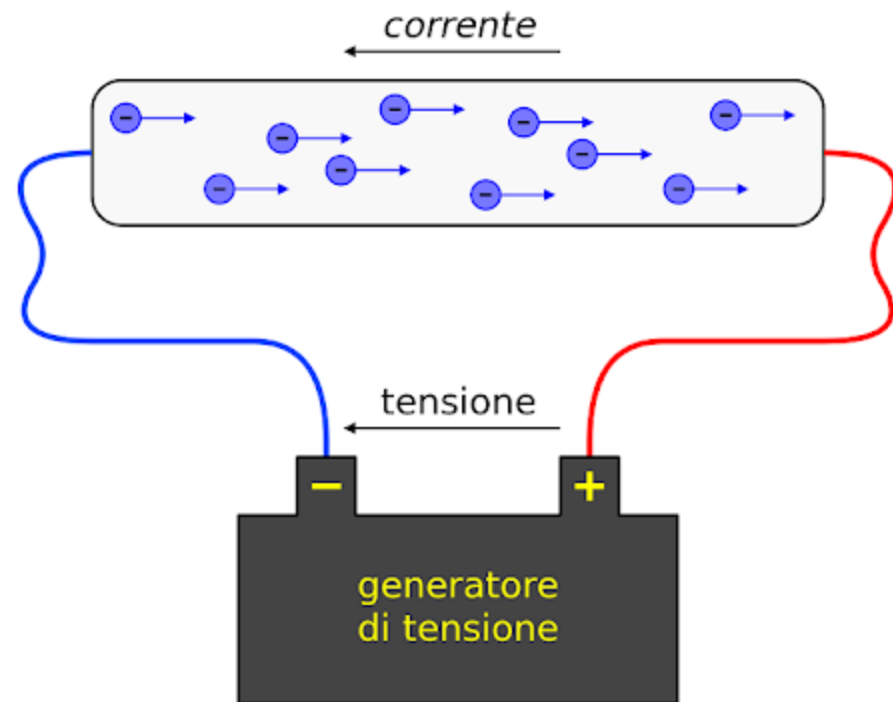 corrente
tensione
− +
generatore
di tensione